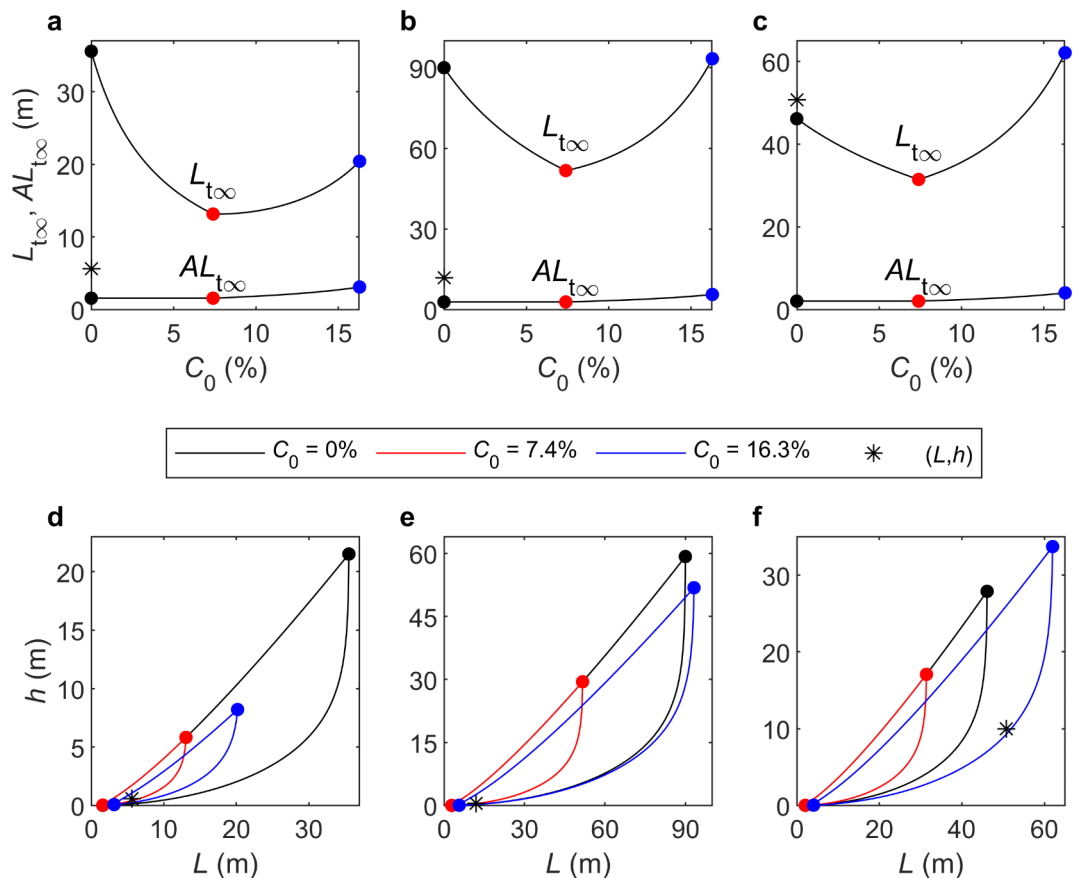 a
b
c
L_t∞, AL_t∞ (m)
30
20
10
0
L_t∞
AL_t∞
0 5 10 15
C_0 (%)
90
60
30
0
L_t∞
AL_t∞
0 5 10 15
C_0 (%)
60
40
20
0
L_t∞
AL_t∞
0 5 10 15
C_0 (%)
C_0 = 0% C_0 = 7.4% C_0 = 16.3% (L,h)
d
e
f
h (m)
20
15
10
5
0
0 10 20 30
L (m)
60
45
30
15
0
0 30 60 90
L (m)
30
20
10
0
0 20 40 60
L (m)